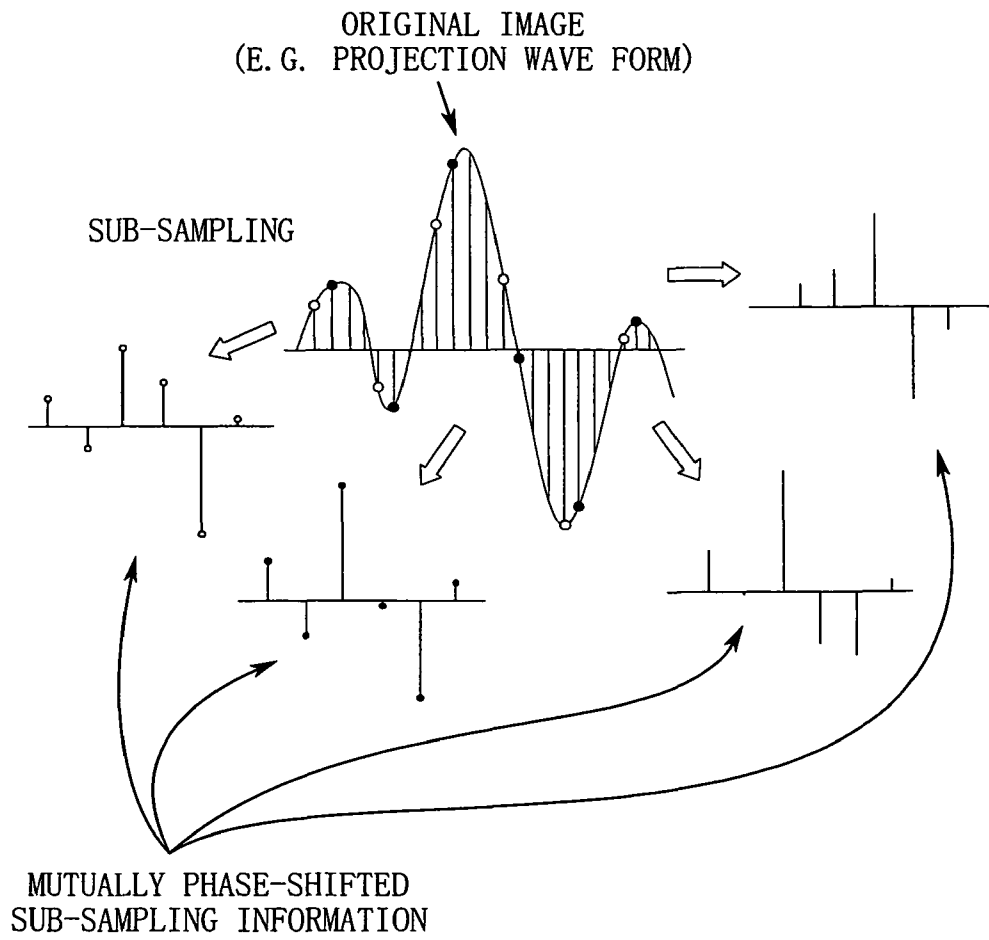 ORIGINAL IMAGE
(E.G. PROJECTION WAVE FORM)
SUB-SAMPLING
MUTUALLY PHASE-SHIFTED
SUB-SAMPLING INFORMATION